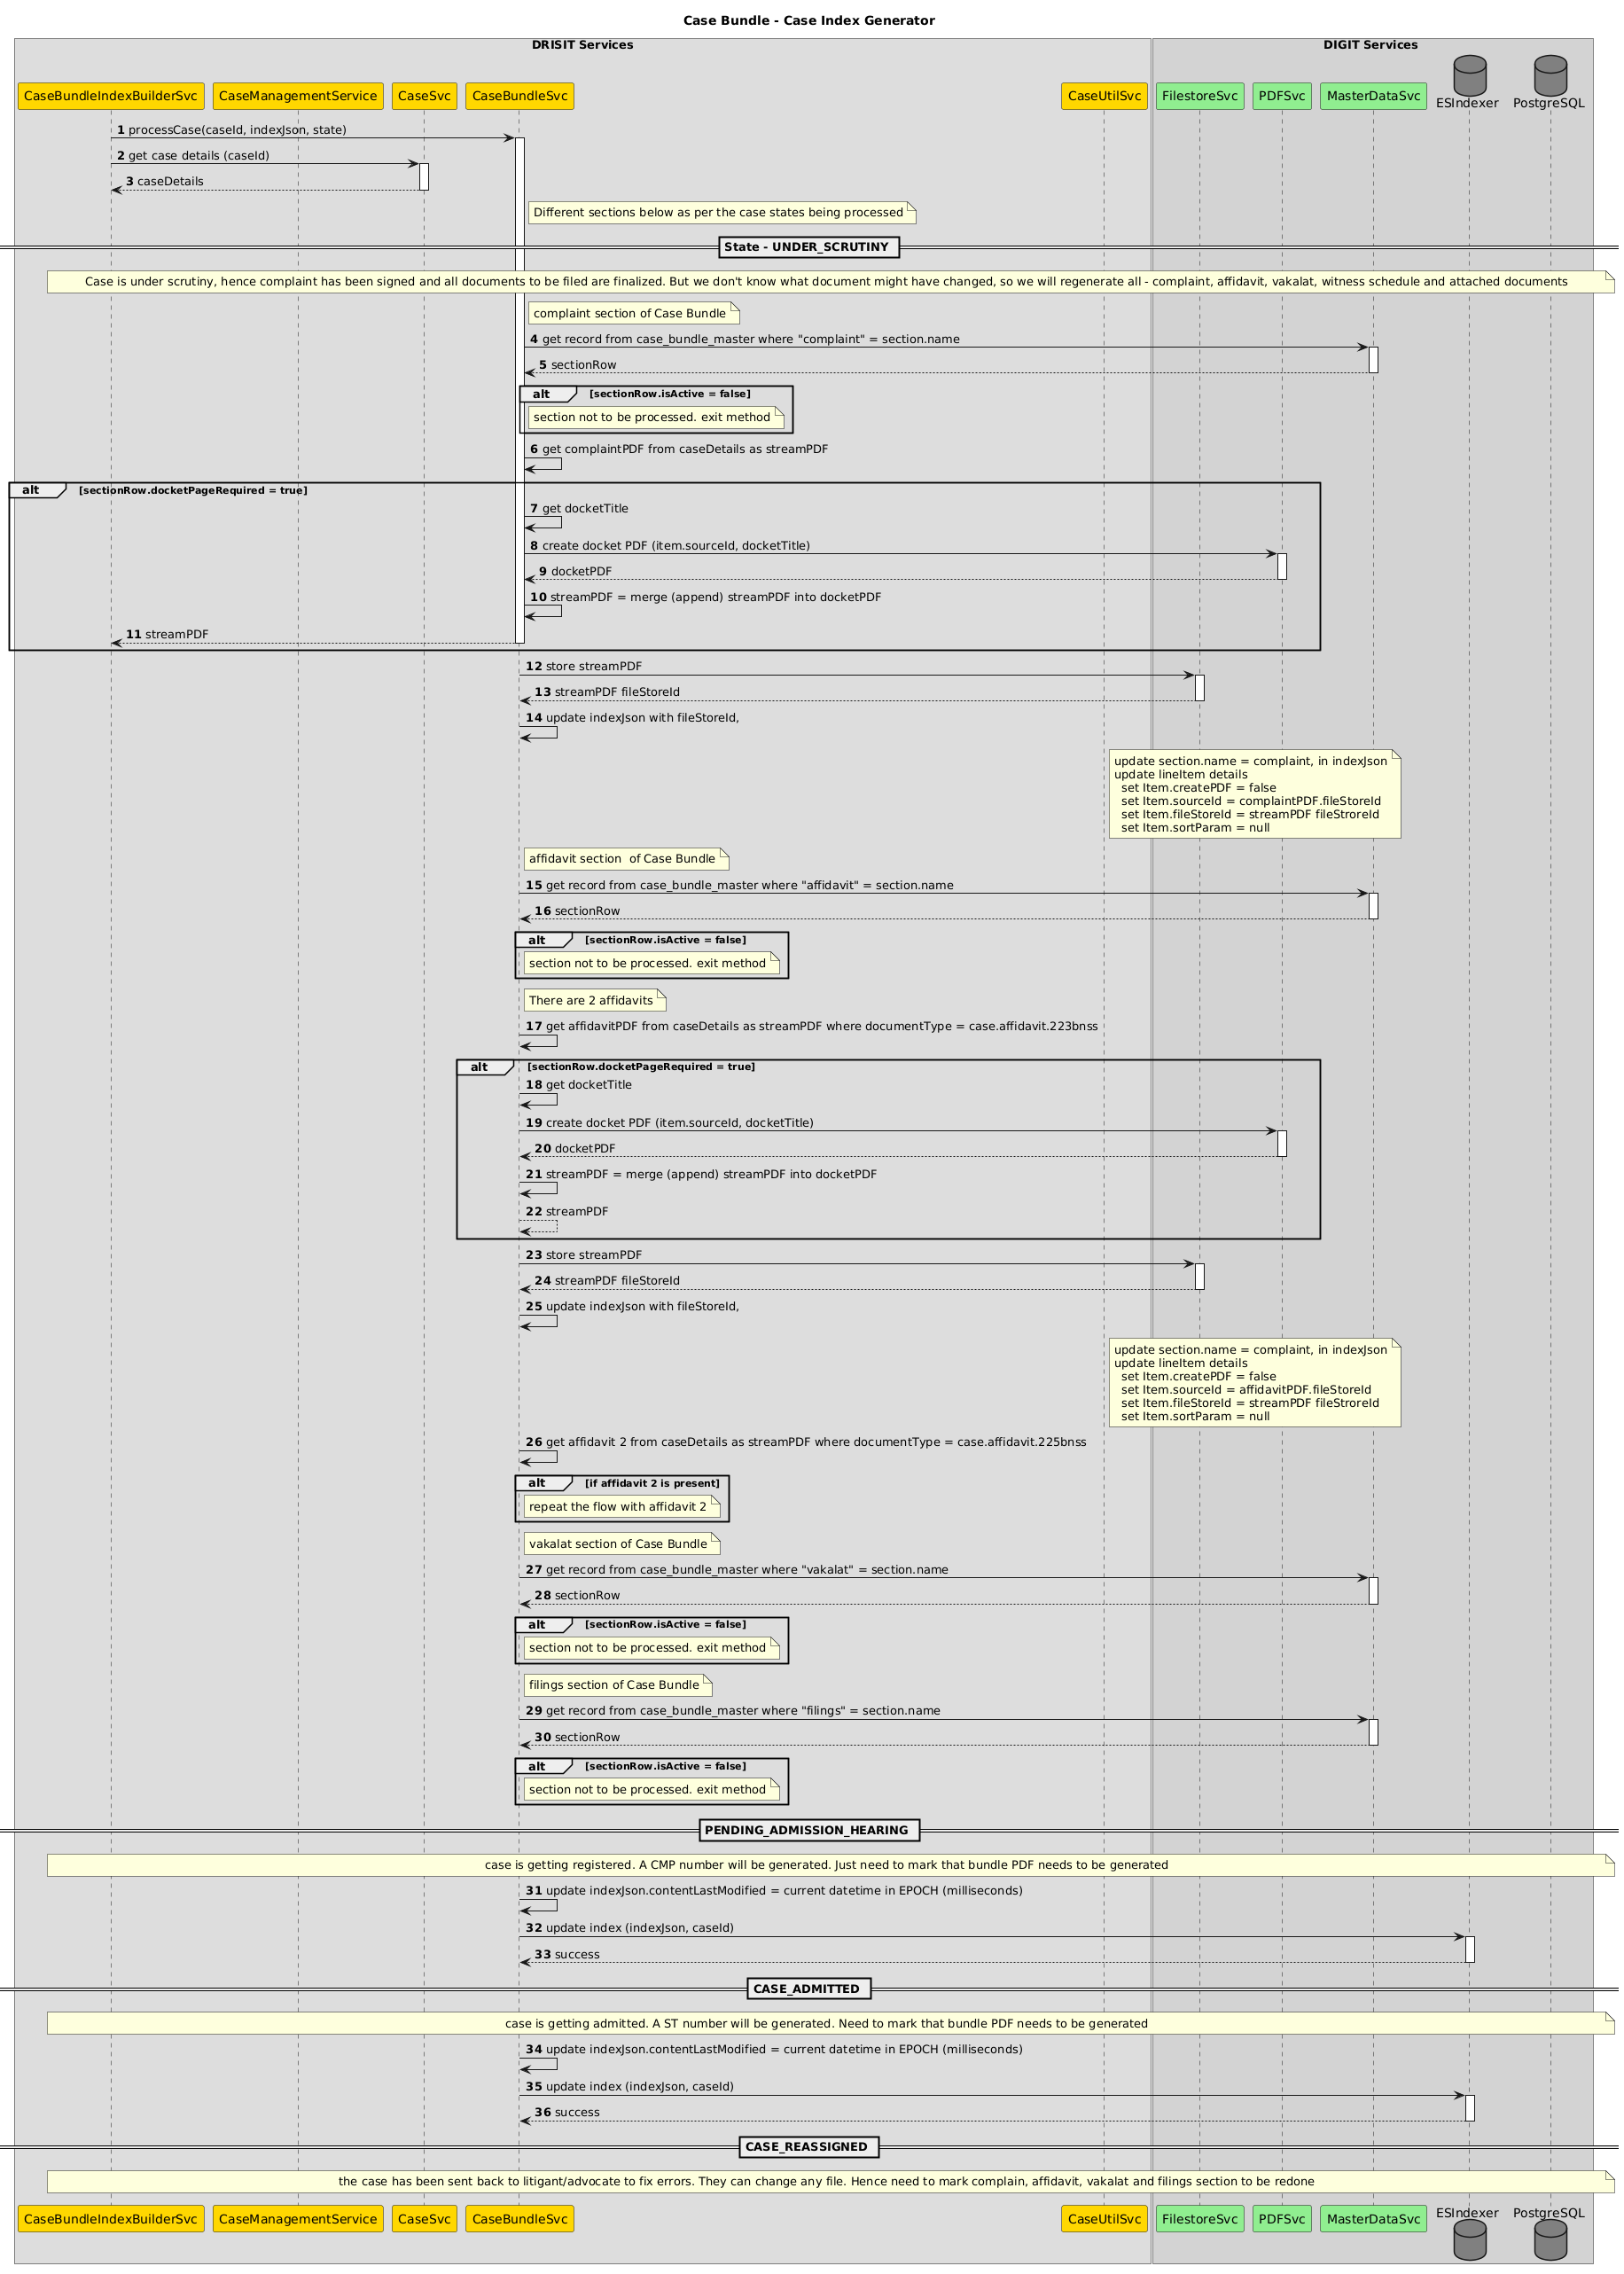 Case Bundle - Case Index Generator
DRISIT Services
DIGIT Services
CaseBundleIndexBuilderSvc
CaseManagementService
CaseSvc
CaseBundleSvc
CaseUtilSvc
FilestoreSvc
PDFSvc
MasterDataSvc
ESIndexer
PostgreSQL
1 processCase(caseId, indexJson, state)
2 get case details (caseId)
3 caseDetails
Different sections below as per the case states being processed
State - UNDER_SCRUTINY
Case is under scrutiny, hence complaint has been signed and all documents to be filed are finalized. But we don't know what document might have changed, so we will regenerate all - complaint, affidavit, vakalat, witness schedule and attached documents
complaint section of Case Bundle
4 get record from case_bundle_master where "complaint" = section.name
5 sectionRow
alt [sectionRow.isActive = false]
section not to be processed. exit method
6 get complaintPDF from caseDetails as streamPDF
alt [sectionRow.docketPageRequired = true]
7 get docketTitle
8 create docket PDF (item.sourceId, docketTitle)
9 docketPDF
10 streamPDF = merge (append) streamPDF into docketPDF
11 streamPDF
12 store streamPDF
13 streamPDF fileStoreId
14 update indexJson with fileStoreId,
update section.name = complaint, in indexJson
update lineItem details
set Item.createPDF = false
set Item.sourceId = complaintPDF.fileStoreId
set Item.fileStoreId = streamPDF fileStroreId
set Item.sortParam = null
affidavit section of Case Bundle
15 get record from case_bundle_master where "affidavit" = section.name
16 sectionRow
alt [sectionRow.isActive = false]
section not to be processed. exit method
There are 2 affidavits
17 get affidavitPDF from caseDetails as streamPDF where documentType = case.affidavit.223bnss
alt [sectionRow.docketPageRequired = true]
18 get docketTitle
19 create docket PDF (item.sourceId, docketTitle)
20 docketPDF
21 streamPDF = merge (append) streamPDF into docketPDF
22 streamPDF
23 store streamPDF
24 streamPDF fileStoreId
25 update indexJson with fileStoreId,
update section.name = complaint, in indexJson
update lineItem details
set Item.createPDF = false
set Item.sourceId = affidavitPDF.fileStoreId
set Item.fileStoreId = streamPDF fileStroreId
set Item.sortParam = null
26 get affidavit 2 from caseDetails as streamPDF where documentType = case.affidavit.225bnss
alt [if affidavit 2 is present]
repeat the flow with affidavit 2
vakalat section of Case Bundle
27 get record from case_bundle_master where "vakalat" = section.name
28 sectionRow
alt [sectionRow.isActive = false]
section not to be processed. exit method
filings section of Case Bundle
29 get record from case_bundle_master where "filings" = section.name
30 sectionRow
alt [sectionRow.isActive = false]
section not to be processed. exit method
PENDING_ADMISSION_HEARING
case is getting registered. A CMP number will be generated. Just need to mark that bundle PDF needs to be generated
31 update indexJson.contentLastModified = current datetime in EPOCH (milliseconds)
32 update index (indexJson, caseId)
33 success
CASE_ADMITTED
case is getting admitted. A ST number will be generated. Need to mark that bundle PDF needs to be generated
34 update indexJson.contentLastModified = current datetime in EPOCH (milliseconds)
35 update index (indexJson, caseId)
36 success
CASE_REASSIGNED
the case has been sent back to litigant/advocate to fix errors. They can change any file. Hence need to mark complain, affidavit, vakalat and filings section to be redone
CaseBundleIndexBuilderSvc
CaseManagementService
CaseSvc
CaseBundleSvc
CaseUtilSvc
FilestoreSvc
PDFSvc
MasterDataSvc
ESIndexer
PostgreSQL